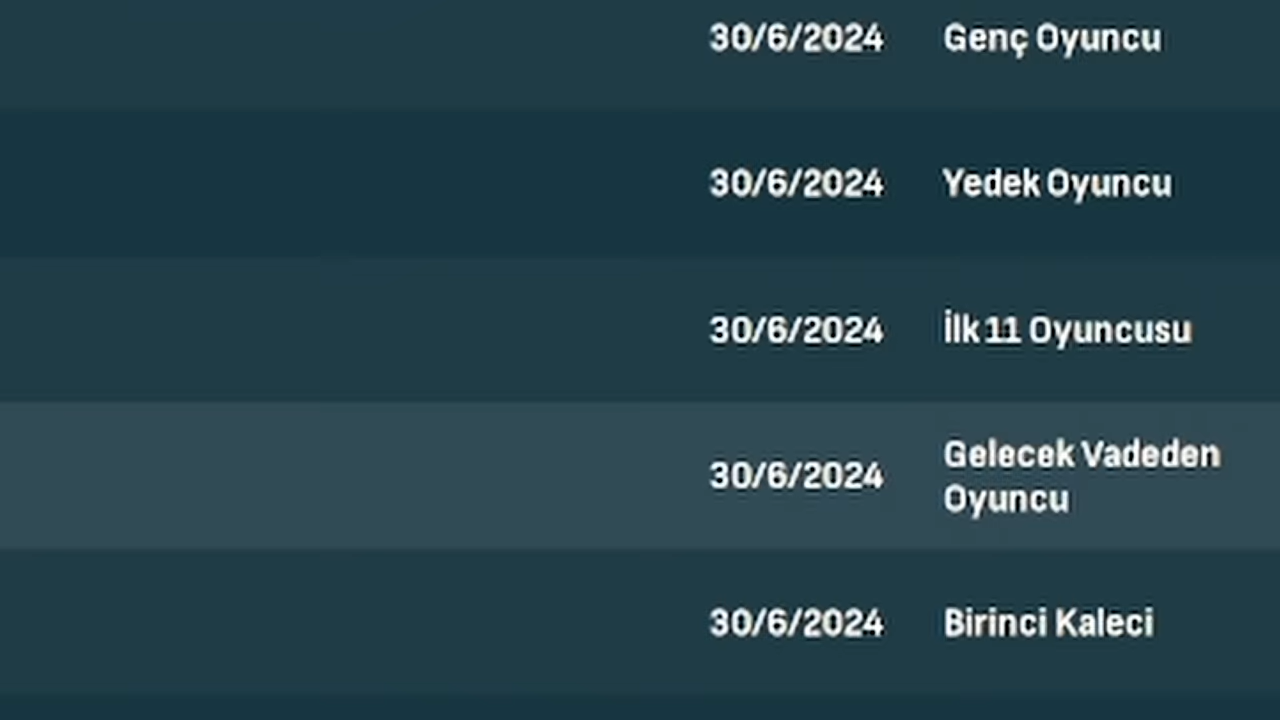 30/6/2024 Genç Oyuncu
30/6/2024 Yedek Oyuncu
30/6/2024 İlk 11 Oyuncusu
30/6/2024 Gelecek Vadeden
Oyuncu
30/6/2024 Birinci Kaleci